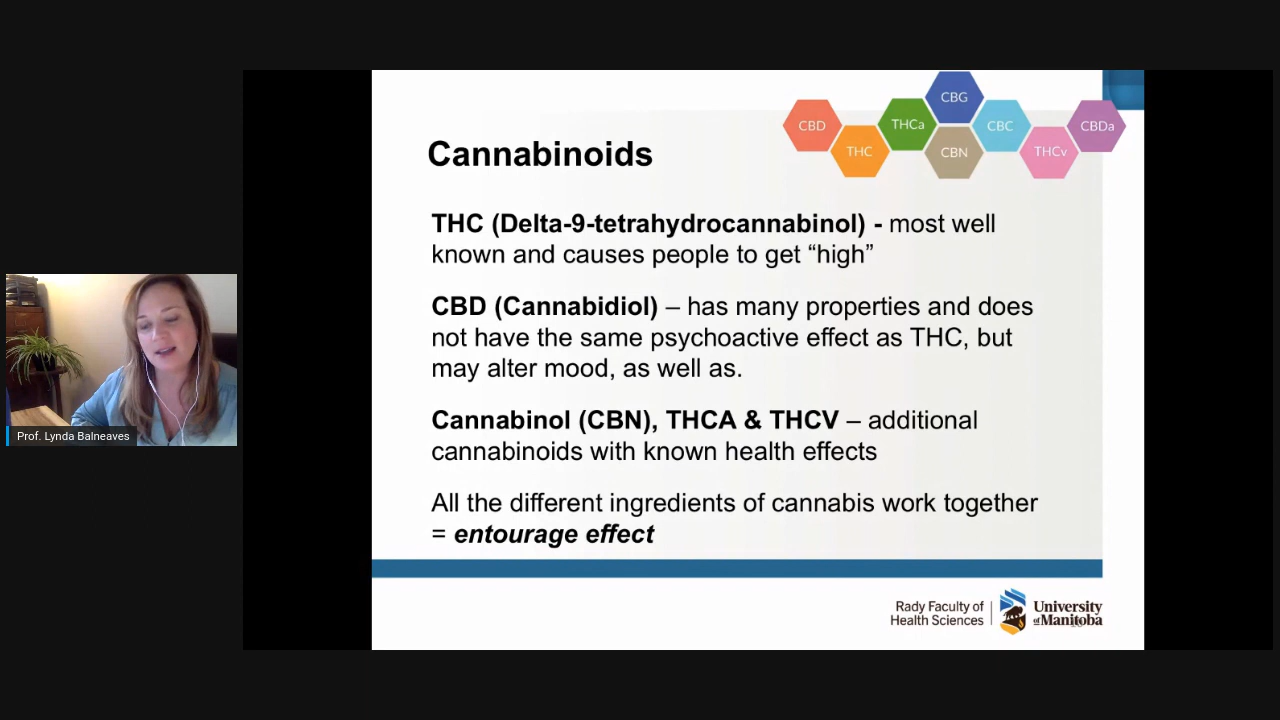 CBG
CBD
THCa
CBC
CBDa
THC
CBN
THCv
Cannabinoids
THC (Delta-9-tetrahydrocannabinol) - most well
known and causes people to get “high”
CBD (Cannabidiol) – has many properties and does
not have the same psychoactive effect as THC, but
may alter mood, as well as.
Cannabinol (CBN), THCA & THCV – additional
cannabinoids with known health effects
All the different ingredients of cannabis work together
= entourage effect
Prof. Lynda Balneaves
Rady Faculty of
Health Sciences
University
of Manitoba